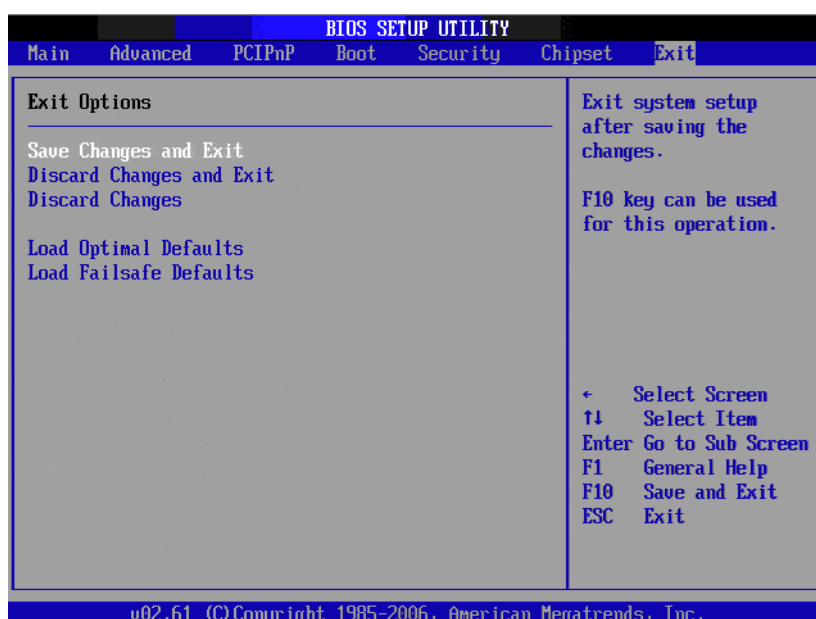 BIOS SETUP UTILITY
Main Advanced PCIPnP Boot Security Chipset Exit
Exit Options
Save Changes and Exit
Discard Changes and Exit
Discard Changes
Load Optimal Defaults
Load Failsafe Defaults
Exit system setup
after saving the
changes.
F10 key can be used
for this operation.
← Select Screen
↑↓ Select Item
Enter Go to Sub Screen
F1 General Help
F10 Save and Exit
ESC Exit
v02.61 (C)Copyright 1985-2006, American Megatrends, Inc.